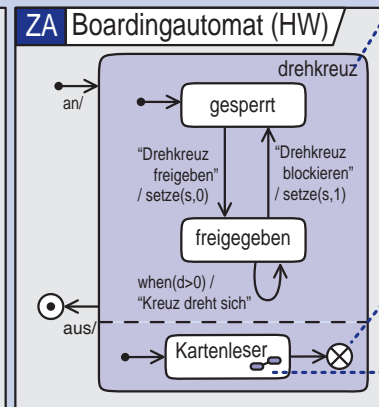 ZA Boardingautomat (HW)
drehkreuz
an/
gesperrt
“Drehkreuz
freigeben”
/ setze(s,0)
“Drehkreuz
blockieren”
/ setze(s,1)
freigegeben
when(d>0) /
“Kreuz dreht sich”
aus/
Kartenleser